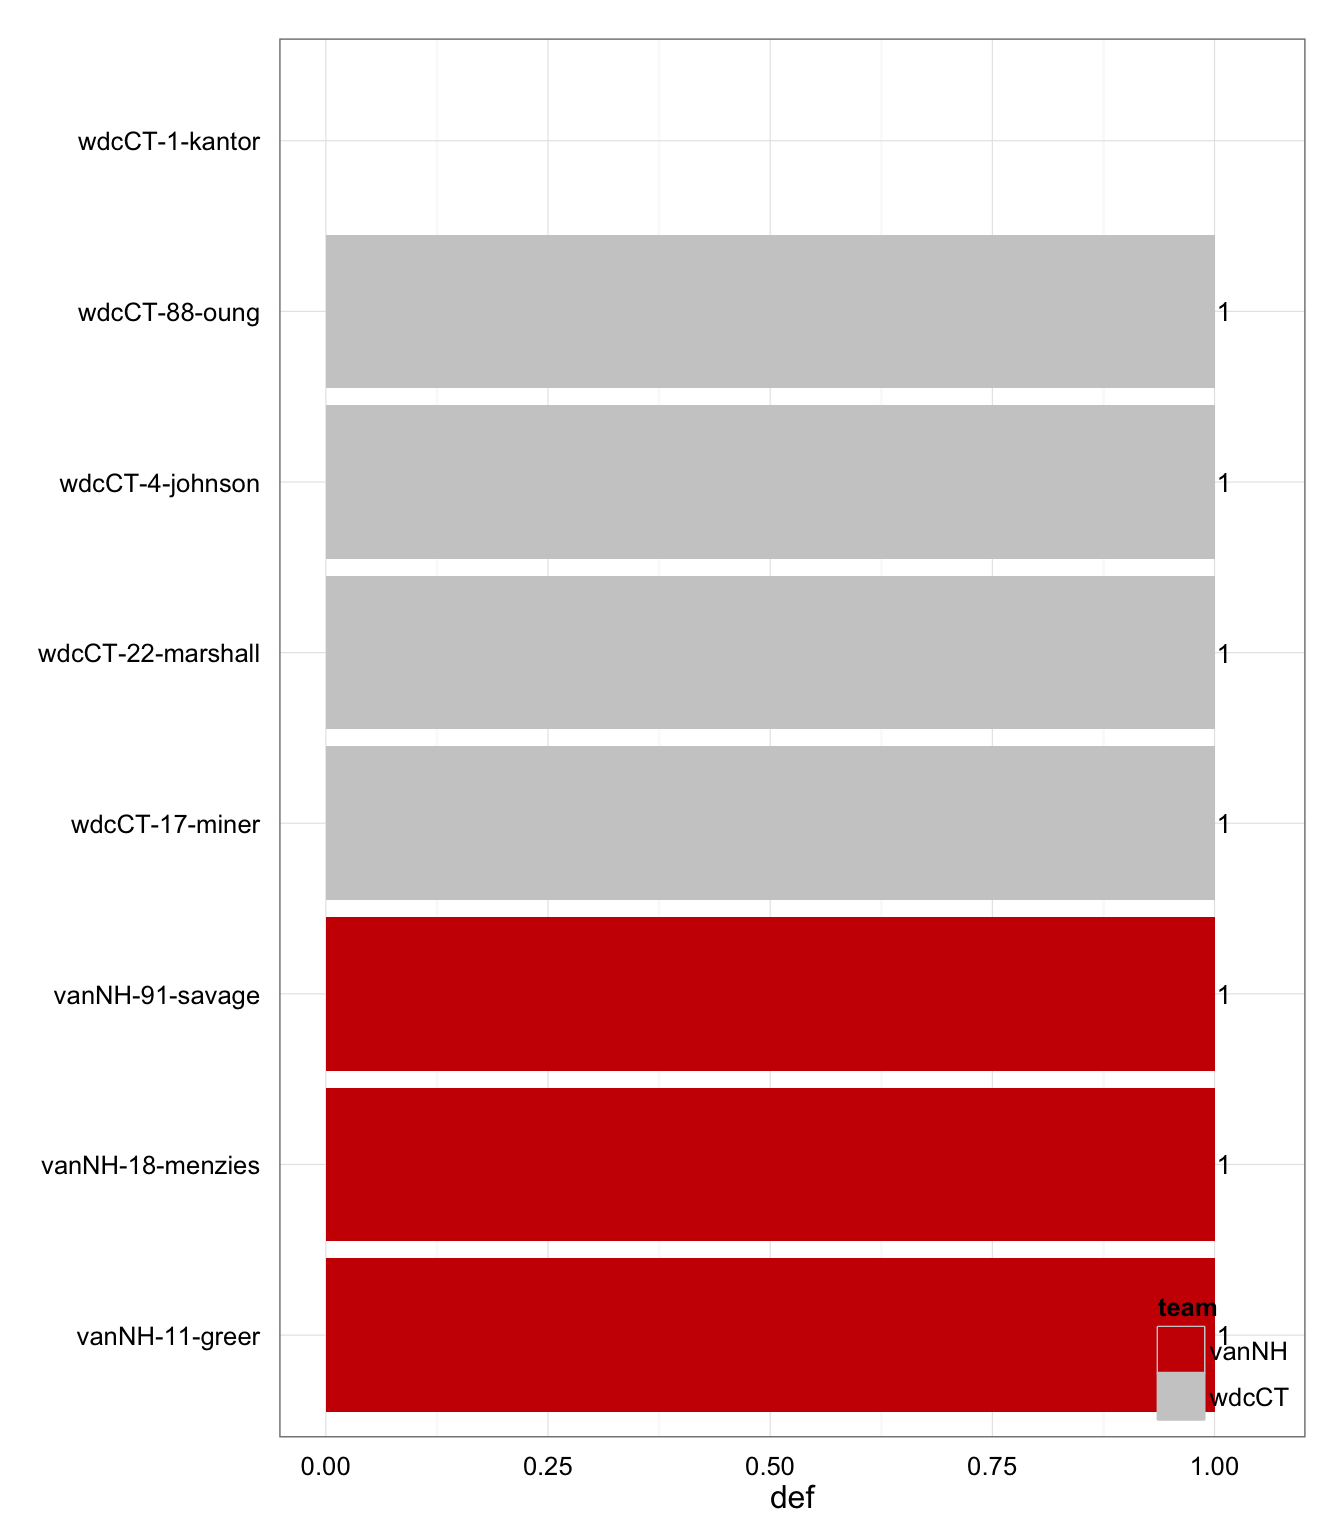 wdcCT-1-kantor
wdcCT-88-oung 1
wdcCT-4-johnson 1
wdcCT-22-marshall 1
wdcCT-17-miner 1
vanNH-91-savage 1
vanNH-18-menzies 1
vanNH-11-greer 1
team
vanNH
wdcCT
0.00 0.25 0.50 0.75 1.00
def